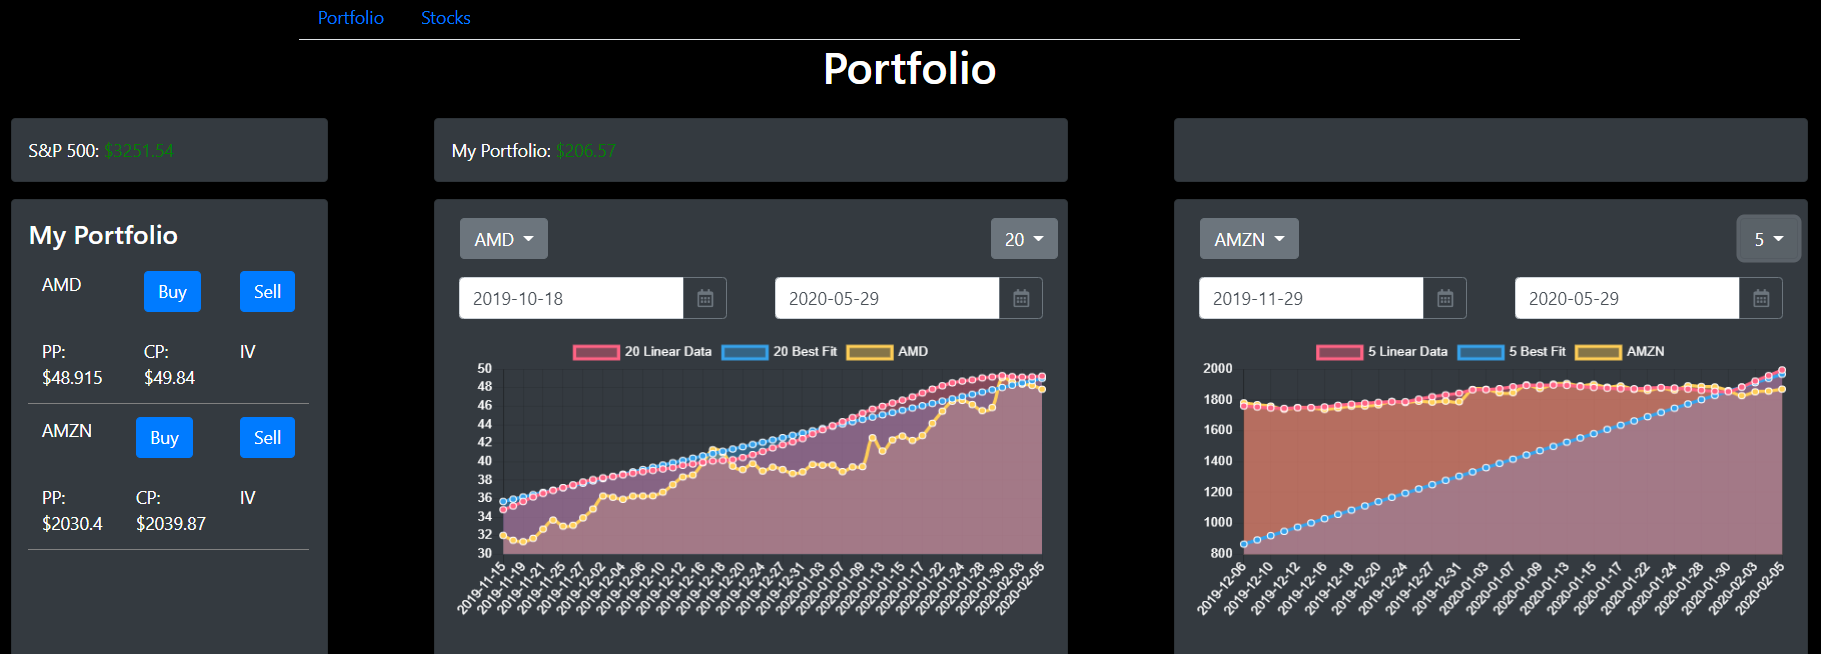 Portfolio Stocks
Portfolio
S&P 500: $3251.54
My Portfolio: $206.57
My Portfolio
AMD Buy Sell
PP: CP: IV
$48.915 $49.84
AMZN Buy Sell
PP: CP: IV
$2030.4 $2039.87
AMD 20
2019-10-18 2020-05-29
20 Linear Data 20 Best Fit AMD
50
48
46
44
42
40
38
36
34
32
30
2019-11-15 2019-11-19 2019-11-21 2019-11-25 2019-11-27 2019-12-02 2019-12-04 2019-12-06 2019-12-10 2019-12-12 2019-12-16 2019-12-18 2019-12-20 2019-12-24 2019-12-27 2019-12-31 2020-01-03 2020-01-07 2020-01-09 2020-01-13 2020-01-15 2020-01-17 2020-01-22 2020-01-24 2020-01-28 2020-01-30 2020-02-03 2020-02-05
AMZN 5
2019-11-29 2020-05-29
5 Linear Data 5 Best Fit AMZN
2000
1800
1600
1400
1200
1000
800
2019-12-06 2019-12-10 2019-12-12 2019-12-16 2019-12-18 2019-12-20 2019-12-24 2019-12-27 2019-12-31 2020-01-03 2020-01-07 2020-01-09 2020-01-13 2020-01-15 2020-01-17 2020-01-22 2020-01-24 2020-01-28 2020-01-30 2020-02-03 2020-02-05